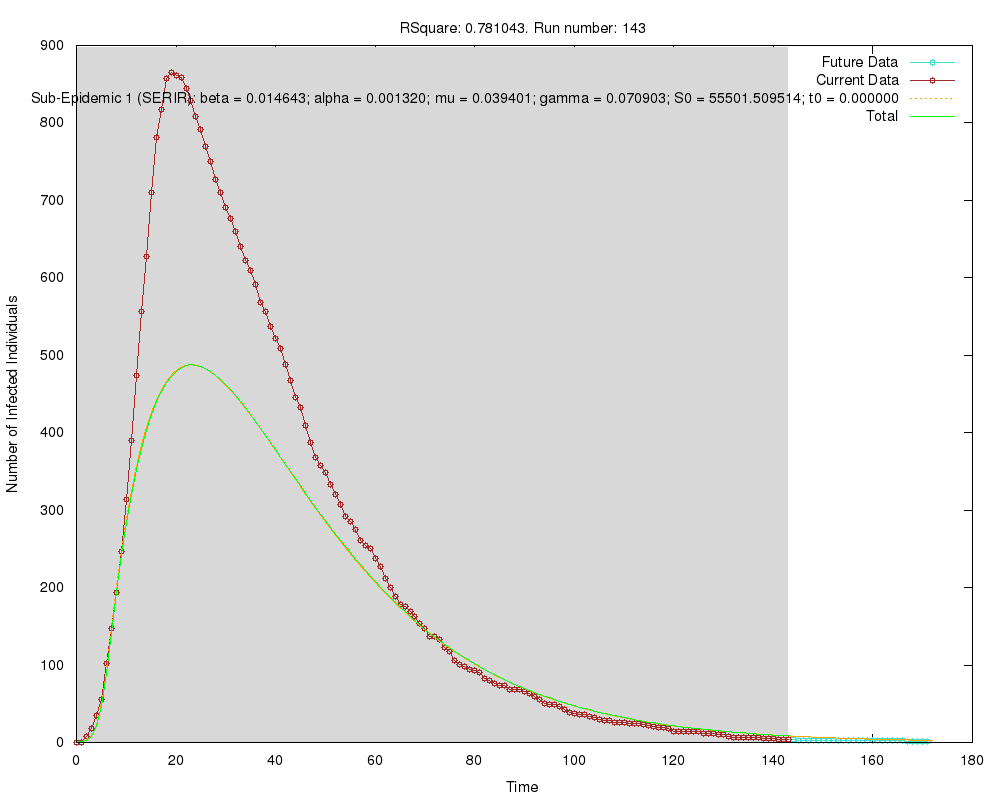 RSquare: 0.781043. Run number: 143
900
800
700
600
500
400
300
200
100
0
Number of Infected Individuals
Future Data
Current Data
Sub-Epidemic 1 (SERIR): beta = 0.014643; alpha = 0.001320; mu = 0.039401; gamma = 0.070903; S0 = 55501.509514; t0 = 0.000000
Total
0 20 40 60 80 100 120 140 160 180
Time